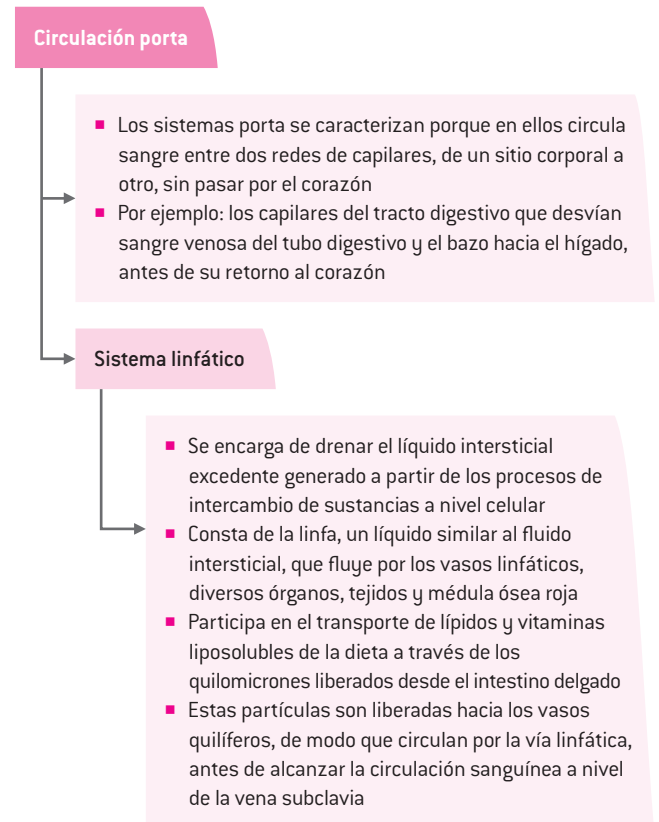 Circulación porta
▪ Los sistemas porta se caracterizan porque en ellos circula
sangre entre dos redes de capilares, de un sitio corporal a
otro, sin pasar por el corazón
▪ Por ejemplo: los capilares del tracto digestivo que desvían
sangre venosa del tubo digestivo y el bazo hacia el hígado,
antes de su retorno al corazón
Sistema linfático
▪ Se encarga de drenar el líquido intersticial
excedente generado a partir de los procesos de
intercambio de sustancias a nivel celular
▪ Consta de la linfa, un líquido similar al fluido
intersticial, que fluye por los vasos linfáticos,
diversos órganos, tejidos y médula ósea roja
▪ Participa en el transporte de lípidos y vitaminas
liposolubles de la dieta a través de los
quilomicrones liberados desde el intestino delgado
▪ Estas partículas son liberadas hacia los vasos
quilíferos, de modo que circulan por la vía linfática,
antes de alcanzar la circulación sanguínea a nivel
de la vena subclavia